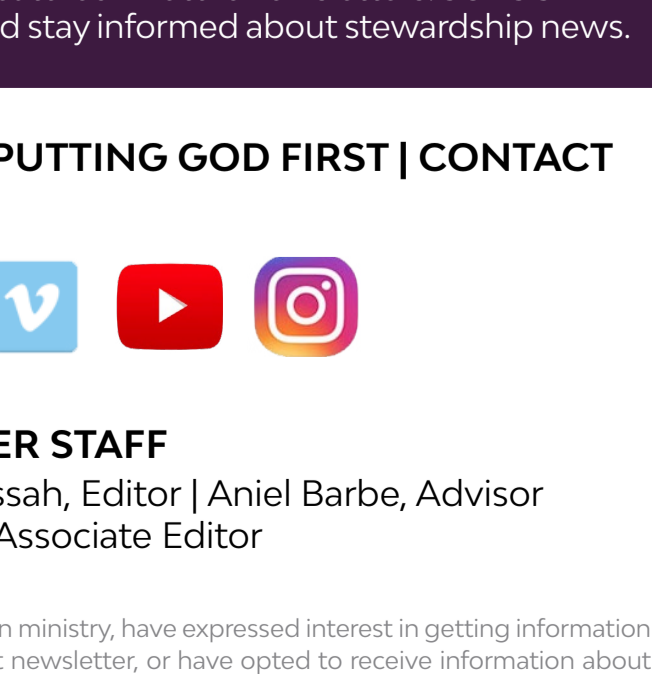 d stay informed about stewardship news.
PUTTING GOD FIRST | CONTACT
ER STAFF
ssah, Editor | Aniel Barbe, Advisor
Associate Editor
n ministry, have expressed interest in getting information
t newsletter, or have opted to receive information about